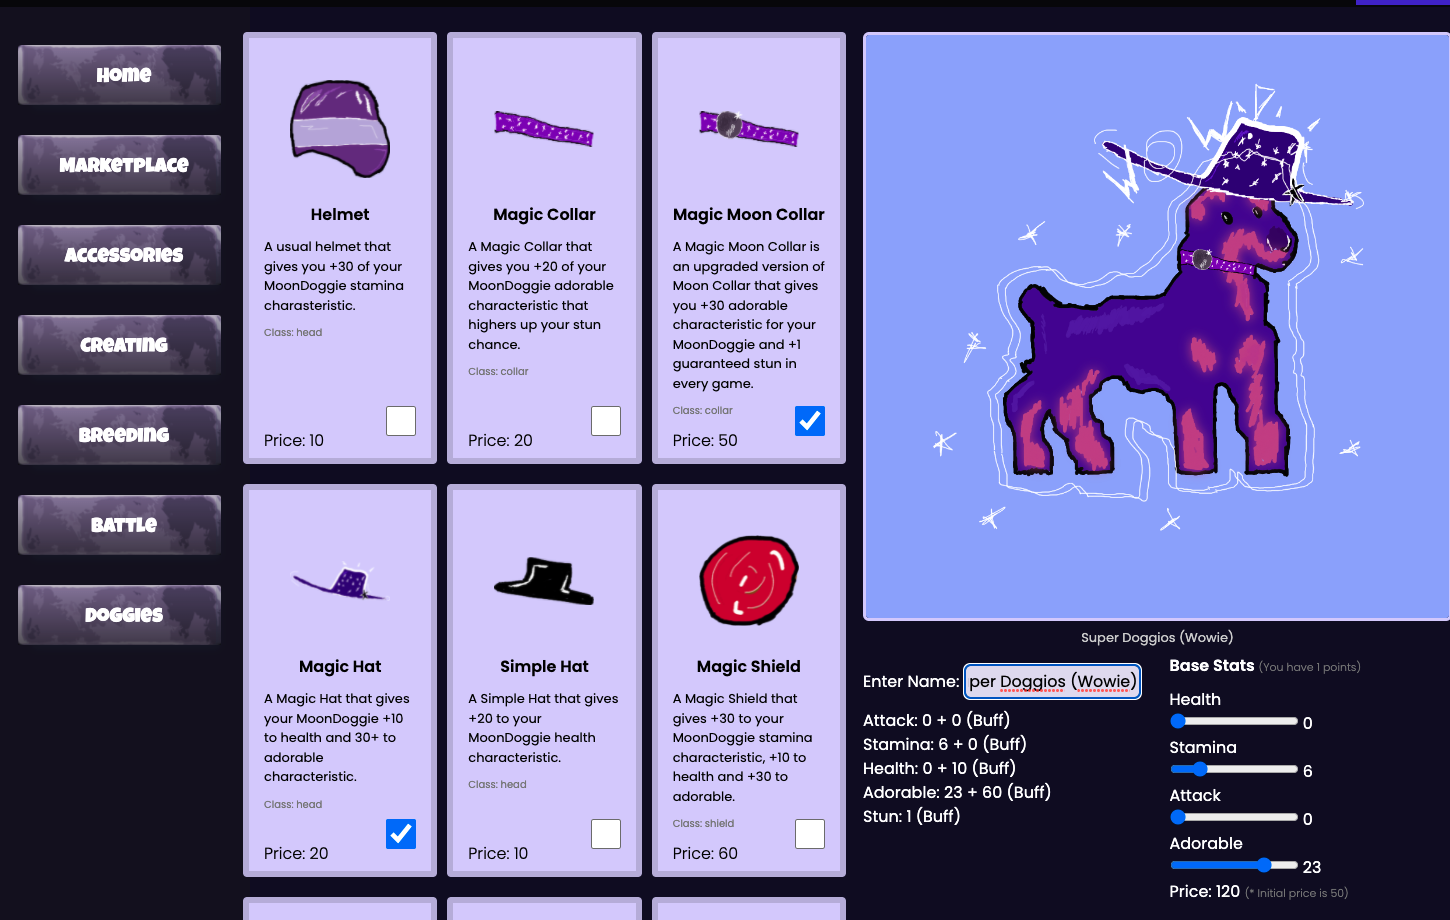 Home
Marketplace
Accessories
Creating
Breeding
Battle
Doggies
Helmet
A usual helmet that
gives you +30 of your
MoonDoggie stamina
charasteristic.
Class: head
Price: 10
Magic Collar
A Magic Collar that
gives you +20 of your
MoonDoggie adorable
characteristic that
highers up your stun
chance.
Class: collar
Price: 20
Magic Moon Collar
A Magic Moon Collar is
an upgraded version of
Moon Collar that gives
you +30 adorable
characteristic for your
MoonDoggie and +1
guaranteed stun in
every game.
Class: collar
Price: 50
Magic Hat
A Magic Hat that gives
your MoonDoggie +10
to health and 30+ to
adorable
characteristic.
Class: head
Price: 20
Simple Hat
A Simple Hat that gives
+20 to your
MoonDoggie health
characteristic.
Class: head
Price: 10
Magic Shield
A Magic Shield that
gives +30 to your
MoonDoggie stamina
characteristic, +10 to
health and +30 to
adorable.
Class: shield
Price: 60
Super Doggios (Wowie)
Enter Name: per Doggios (Wowie)
Attack: 0 + 0 (Buff)
Stamina: 6 + 0 (Buff)
Health: 0 + 10 (Buff)
Adorable: 23 + 60 (Buff)
Stun: 1 (Buff)
Base Stats (You have 1 points)
Health
0
Stamina
6
Attack
0
Adorable
23
Price: 120 (* Initial price is 50)